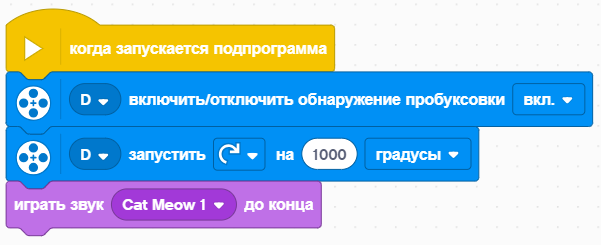 когда запускается подпрограмма
D включить/отключить обнаружение пробуксовки вкл.
D запустить на 1000 градусы
играть звук Cat Meow 1 до конца